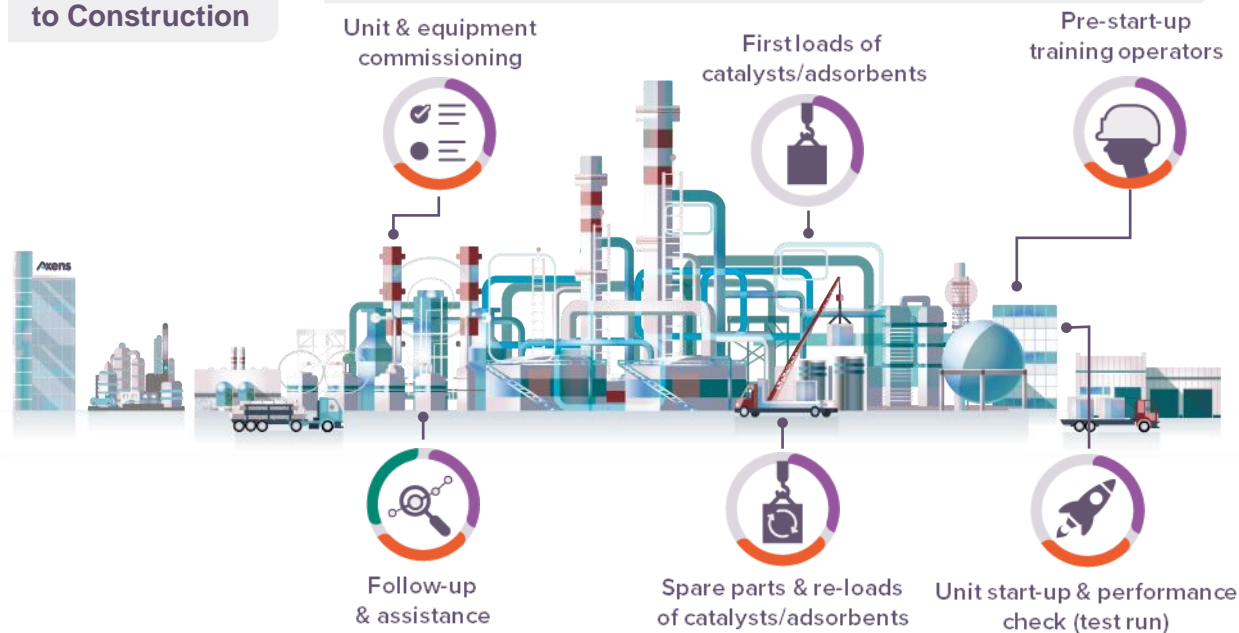 to Construction
Unit & equipment
commissioning
First loads of
catalysts/adsorbents
Pre-start-up
training operators
Axens
Follow-up
& assistance
Spare parts & re-loads
of catalysts/adsorbents
Unit start-up & performance
check (test run)